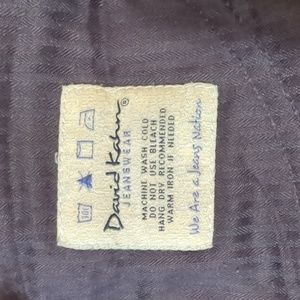 David Kahn®
JEANSWEAR
MACHINE WASH COLD
DO NOT USE BLEACH
HANG DRY RECOMMENDED
WARM IRON IF NEEDED
We Are a Jeans Nation